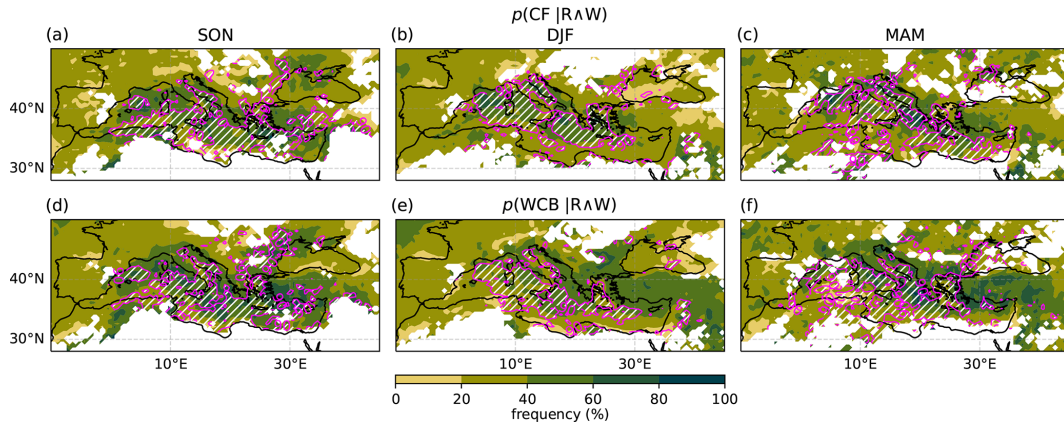 p(CF |R∧W)
(a) SON (b) DJF (c) MAM
40°N
30°N
(d) p(WCB |R∧W) (e) (f)
40°N
30°N
10°E 30°E 10°E 30°E 10°E 30°E
0 20 40 60 80 100
frequency (%)